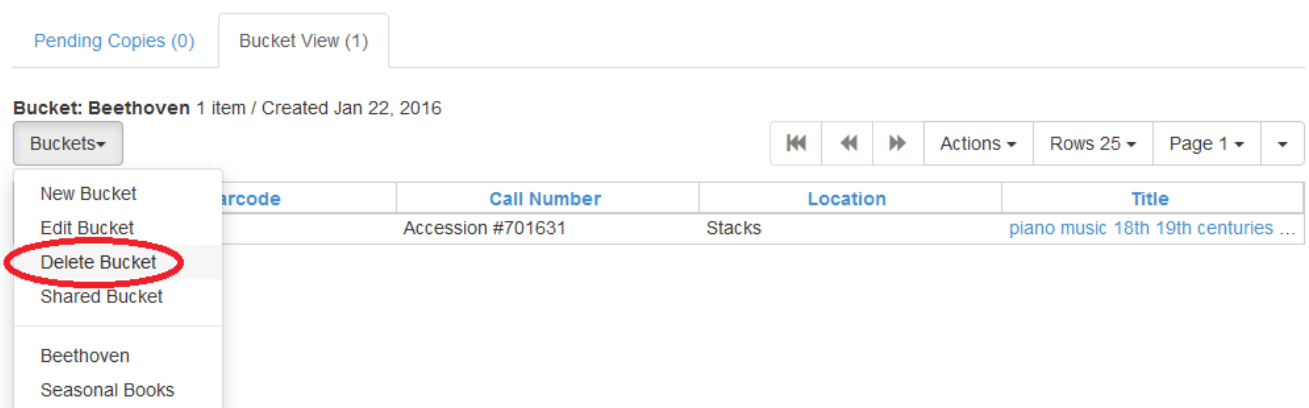 Pending Copies (0) Bucket View (1)
Bucket: Beethoven 1 item / Created Jan 22, 2016
Buckets Actions Rows 25 Page 1
New Bucket
arcode Call Number Location Title
Edit Bucket Accession #701631 Stacks piano music 18th 19th centuries ...
Delete Bucket
Shared Bucket
Beethoven
Seasonal Books